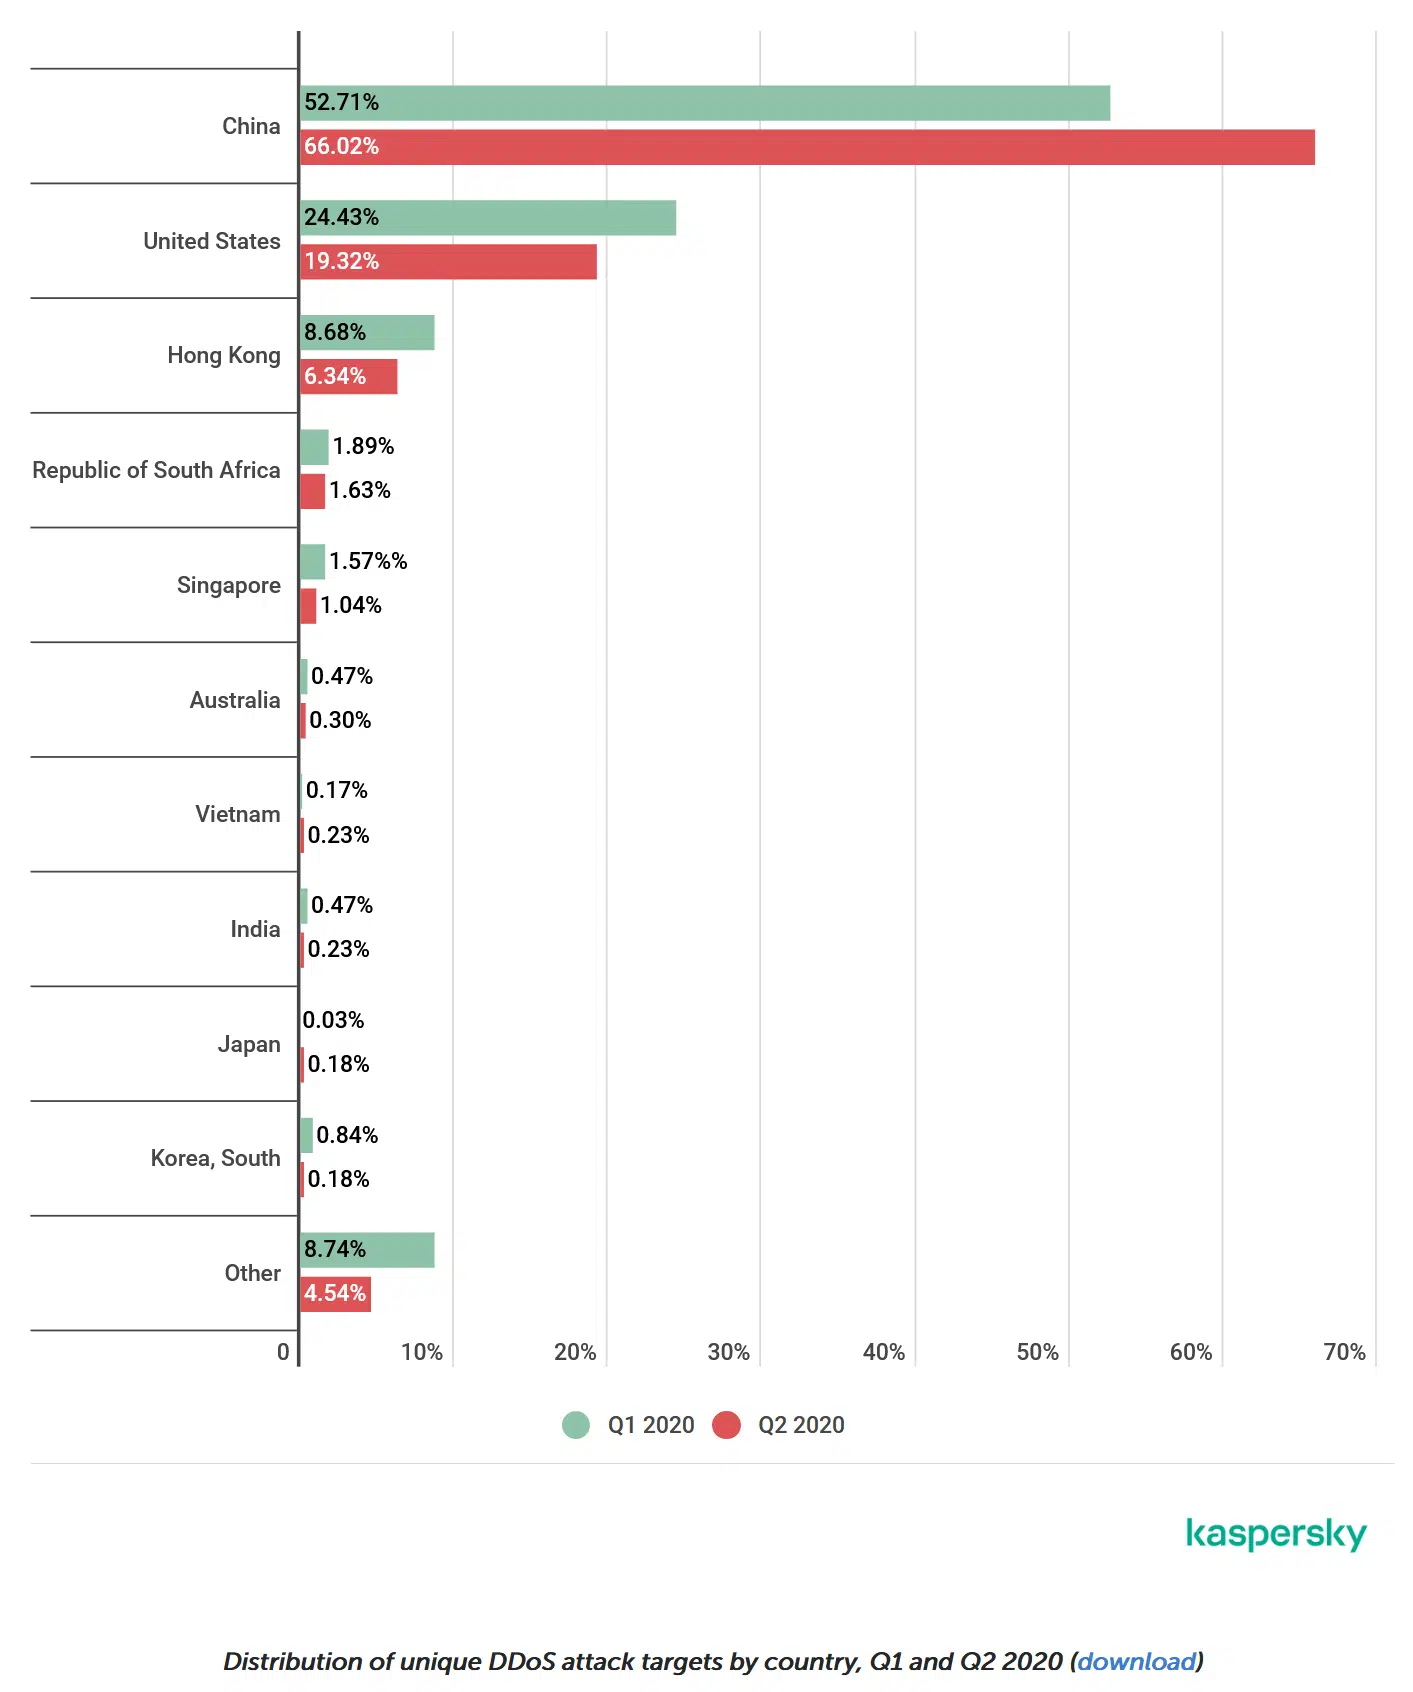 China
52.71%
66.02%
United States
24.43%
19.32%
Hong Kong
8.68%
6.34%
Republic of South Africa
1.89%
1.63%
Singapore
1.57%%
1.04%
Australia
0.47%
0.30%
Vietnam
0.17%
0.23%
India
0.47%
0.23%
Japan
0.03%
0.18%
Korea, South
0.84%
0.18%
Other
8.74%
4.54%
0 10% 20% 30% 40% 50% 60% 70%
Q1 2020 Q2 2020
kaspersky
Distribution of unique DDoS attack targets by country, Q1 and Q2 2020 (download)